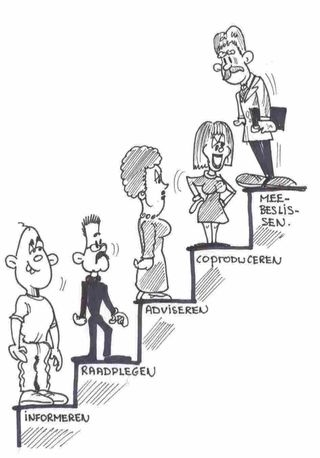 MEE-
BESLIS-
SEN.
COPRODUCEREN
ADVISEREN
RAADPLEGEN
INFORMEREN